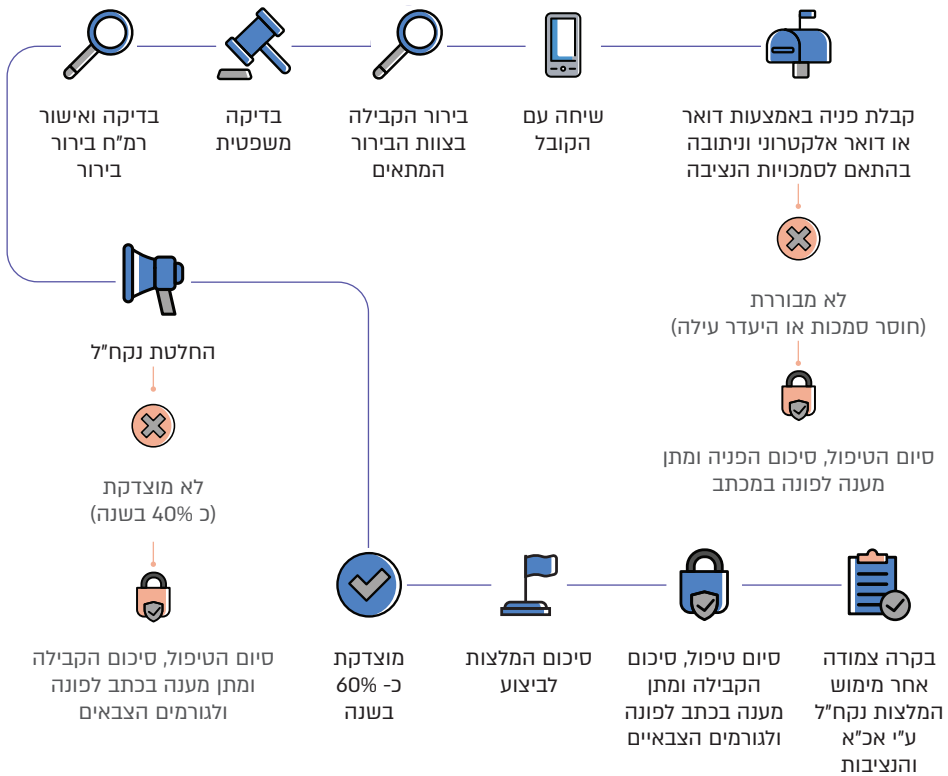 קבלת פניה באמצעות דואר
או דואר אלקטרוני וניתובה
בהתאם לסמכויות הנציבה
שיחה עם
הקובל
בירור הקבילה
בצוות הבירור
המתאים
בדיקה
משפטית
בדיקה ואישור
רמ"ח בירור
בירור
לא מבוררת
(חוסר סמכות או היעדר עילה)
סיום הטיפול, סיכום הפניה ומתן
מענה לפונה במכתב
החלטת נקח"ל
לא מוצדקת
(כ 40% בשנה)
סיום הטיפול, סיכום הקבילה
ומתן מענה בכתב לפונה
ולגורמים הצבאים
מוצדקת
כ- 60%
בשנה
סיכום המלצות
לביצוע
סיום טיפול, סיכום
הקבילה ומתן
מענה בכתב לפונה
ולגורמים הצבאיים
בקרה צמודה
אחר מימוש
המלצות נקח"ל
ע"י אכ"א
והנציבות